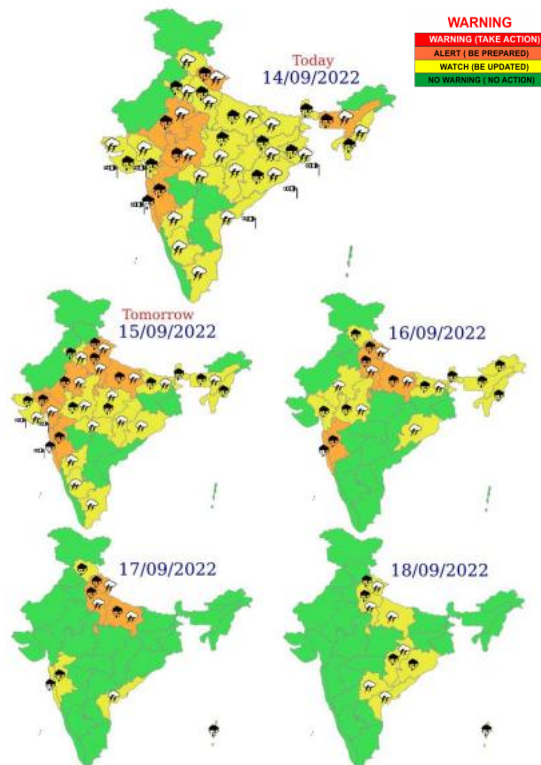 WARNING
WARNING (TAKE ACTION)
ALERT ( BE PREPARED)
WATCH (BE UPDATED)
NO WARNING ( NO ACTION)
Today
14/09/2022
Tomorrow
15/09/2022
16/09/2022
17/09/2022
18/09/2022